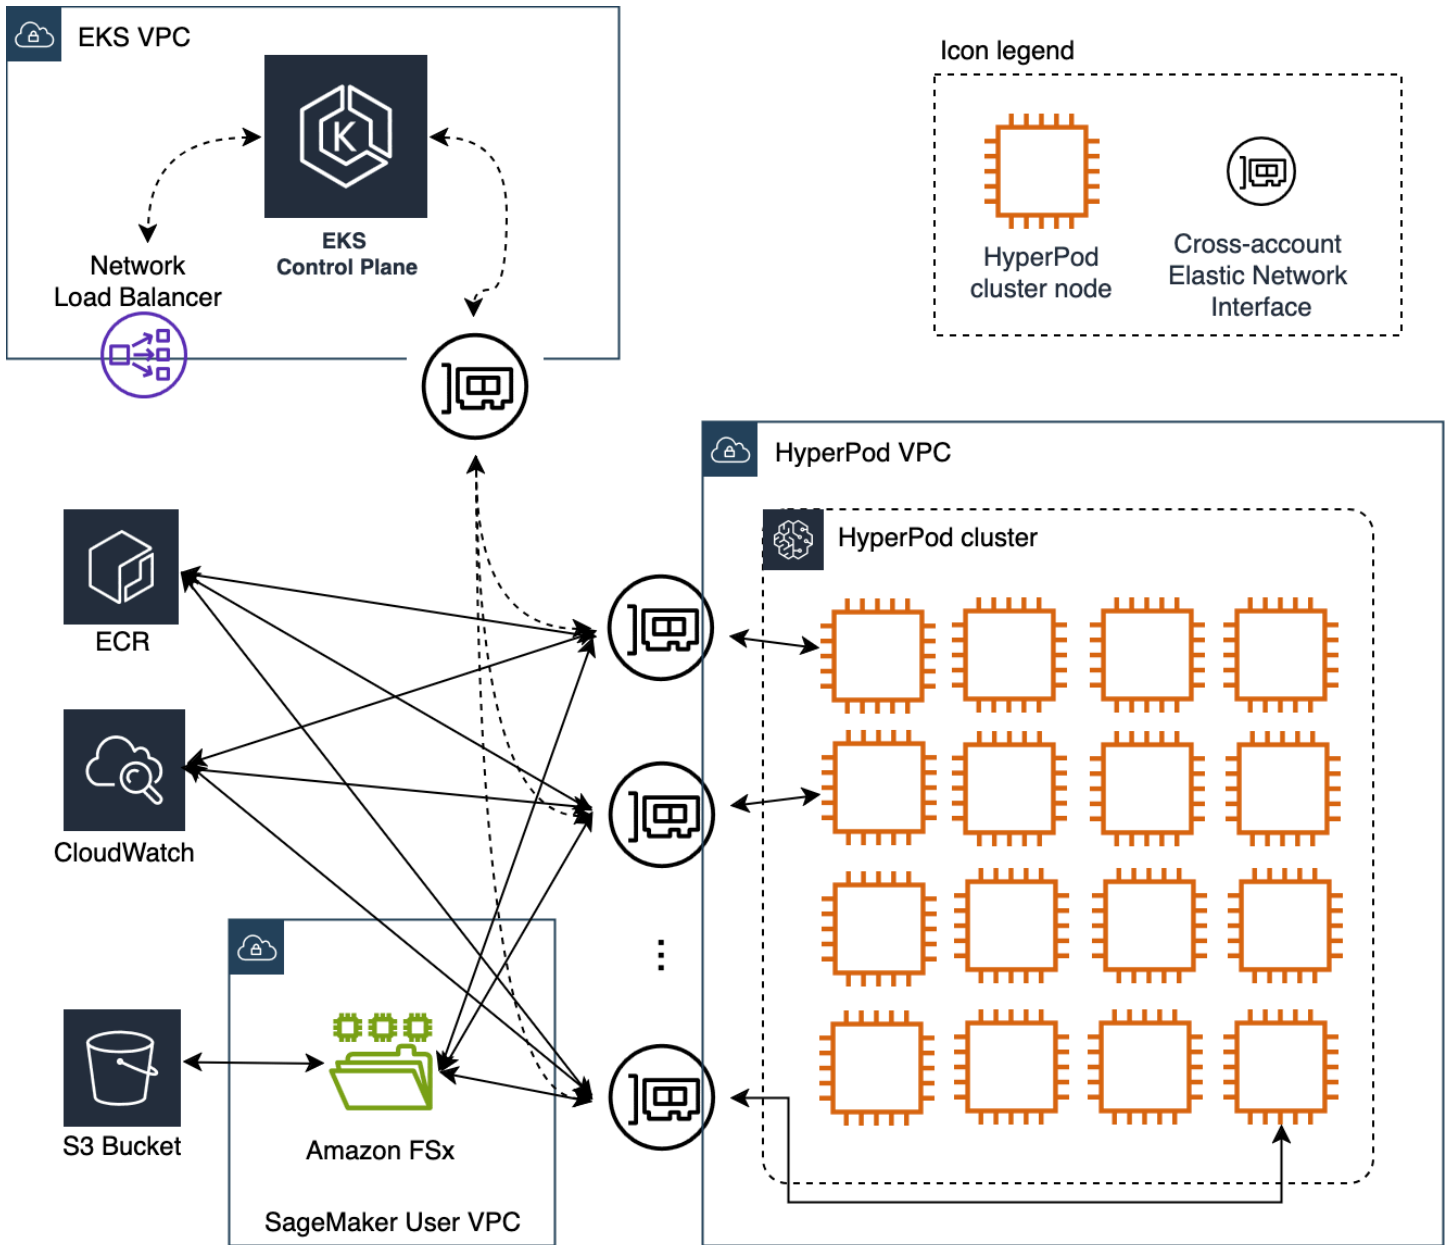 EKS VPC
K
EKS
Control Plane
Network
Load Balancer
Icon legend
HyperPod
cluster node
Cross-account
Elastic Network
Interface
HyperPod VPC
HyperPod cluster
ECR
CloudWatch
S3 Bucket
Amazon FSx
SageMaker User VPC